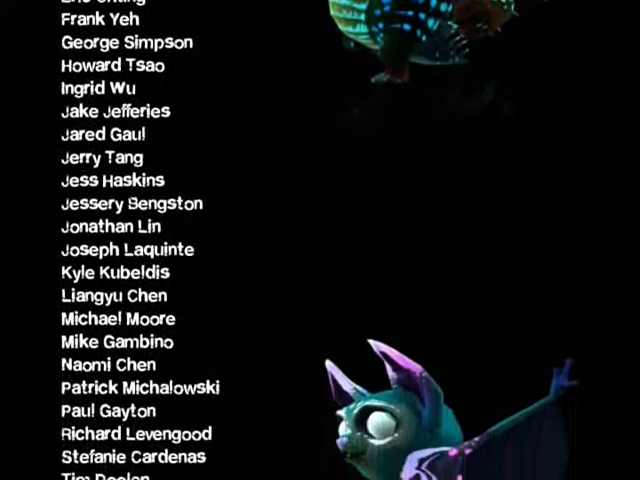 Frank Yeh
George Simpson
Howard Tsao
Ingrid Wu
Jake Jefferies
Jared Gaul
Jerry Tang
Jess Haskins
Jessery Bengston
Jonathan Lin
Joseph Laquinte
Kyle Kubeldis
Liangyu Chen
Michael Moore
Mike Gambino
Naomi Chen
Patrick Michalowski
Paul Gayton
Richard Levengood
Stefanie Cardenas
Tim